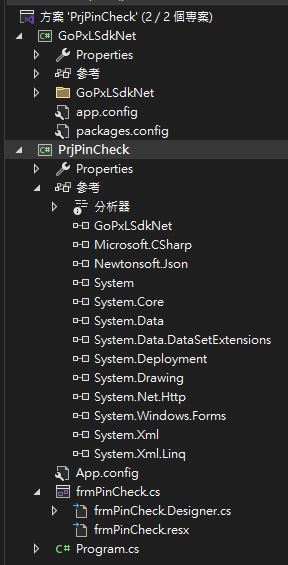 方案 'PrjPinCheck' (2 / 2 個專案)
GoPxLSdkNet
Properties
參考
GoPxLSdkNet
app.config
packages.config
PrjPinCheck
Properties
參考
分析器
GoPxLSdkNet
Microsoft.CSharp
Newtonsoft.Json
System
System.Core
System.Data
System.Data.DataSetExtensions
System.Deployment
System.Drawing
System.Net.Http
System.Windows.Forms
System.Xml
System.Xml.Linq
App.config
frmPinCheck.cs
frmPinCheck.Designer.cs
frmPinCheck.resx
Program.cs